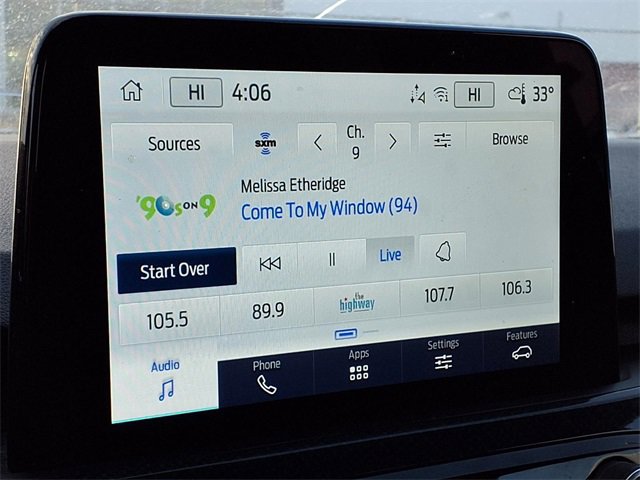 HI 4:06 HI 33°
Sources sxm Ch. 9 Browse
Melissa Etheridge
'90s ON 9
Come To My Window (94)
Start Over Live
105.5 89.9 the highway 107.7 106.3
Audio Phone Apps Settings Features